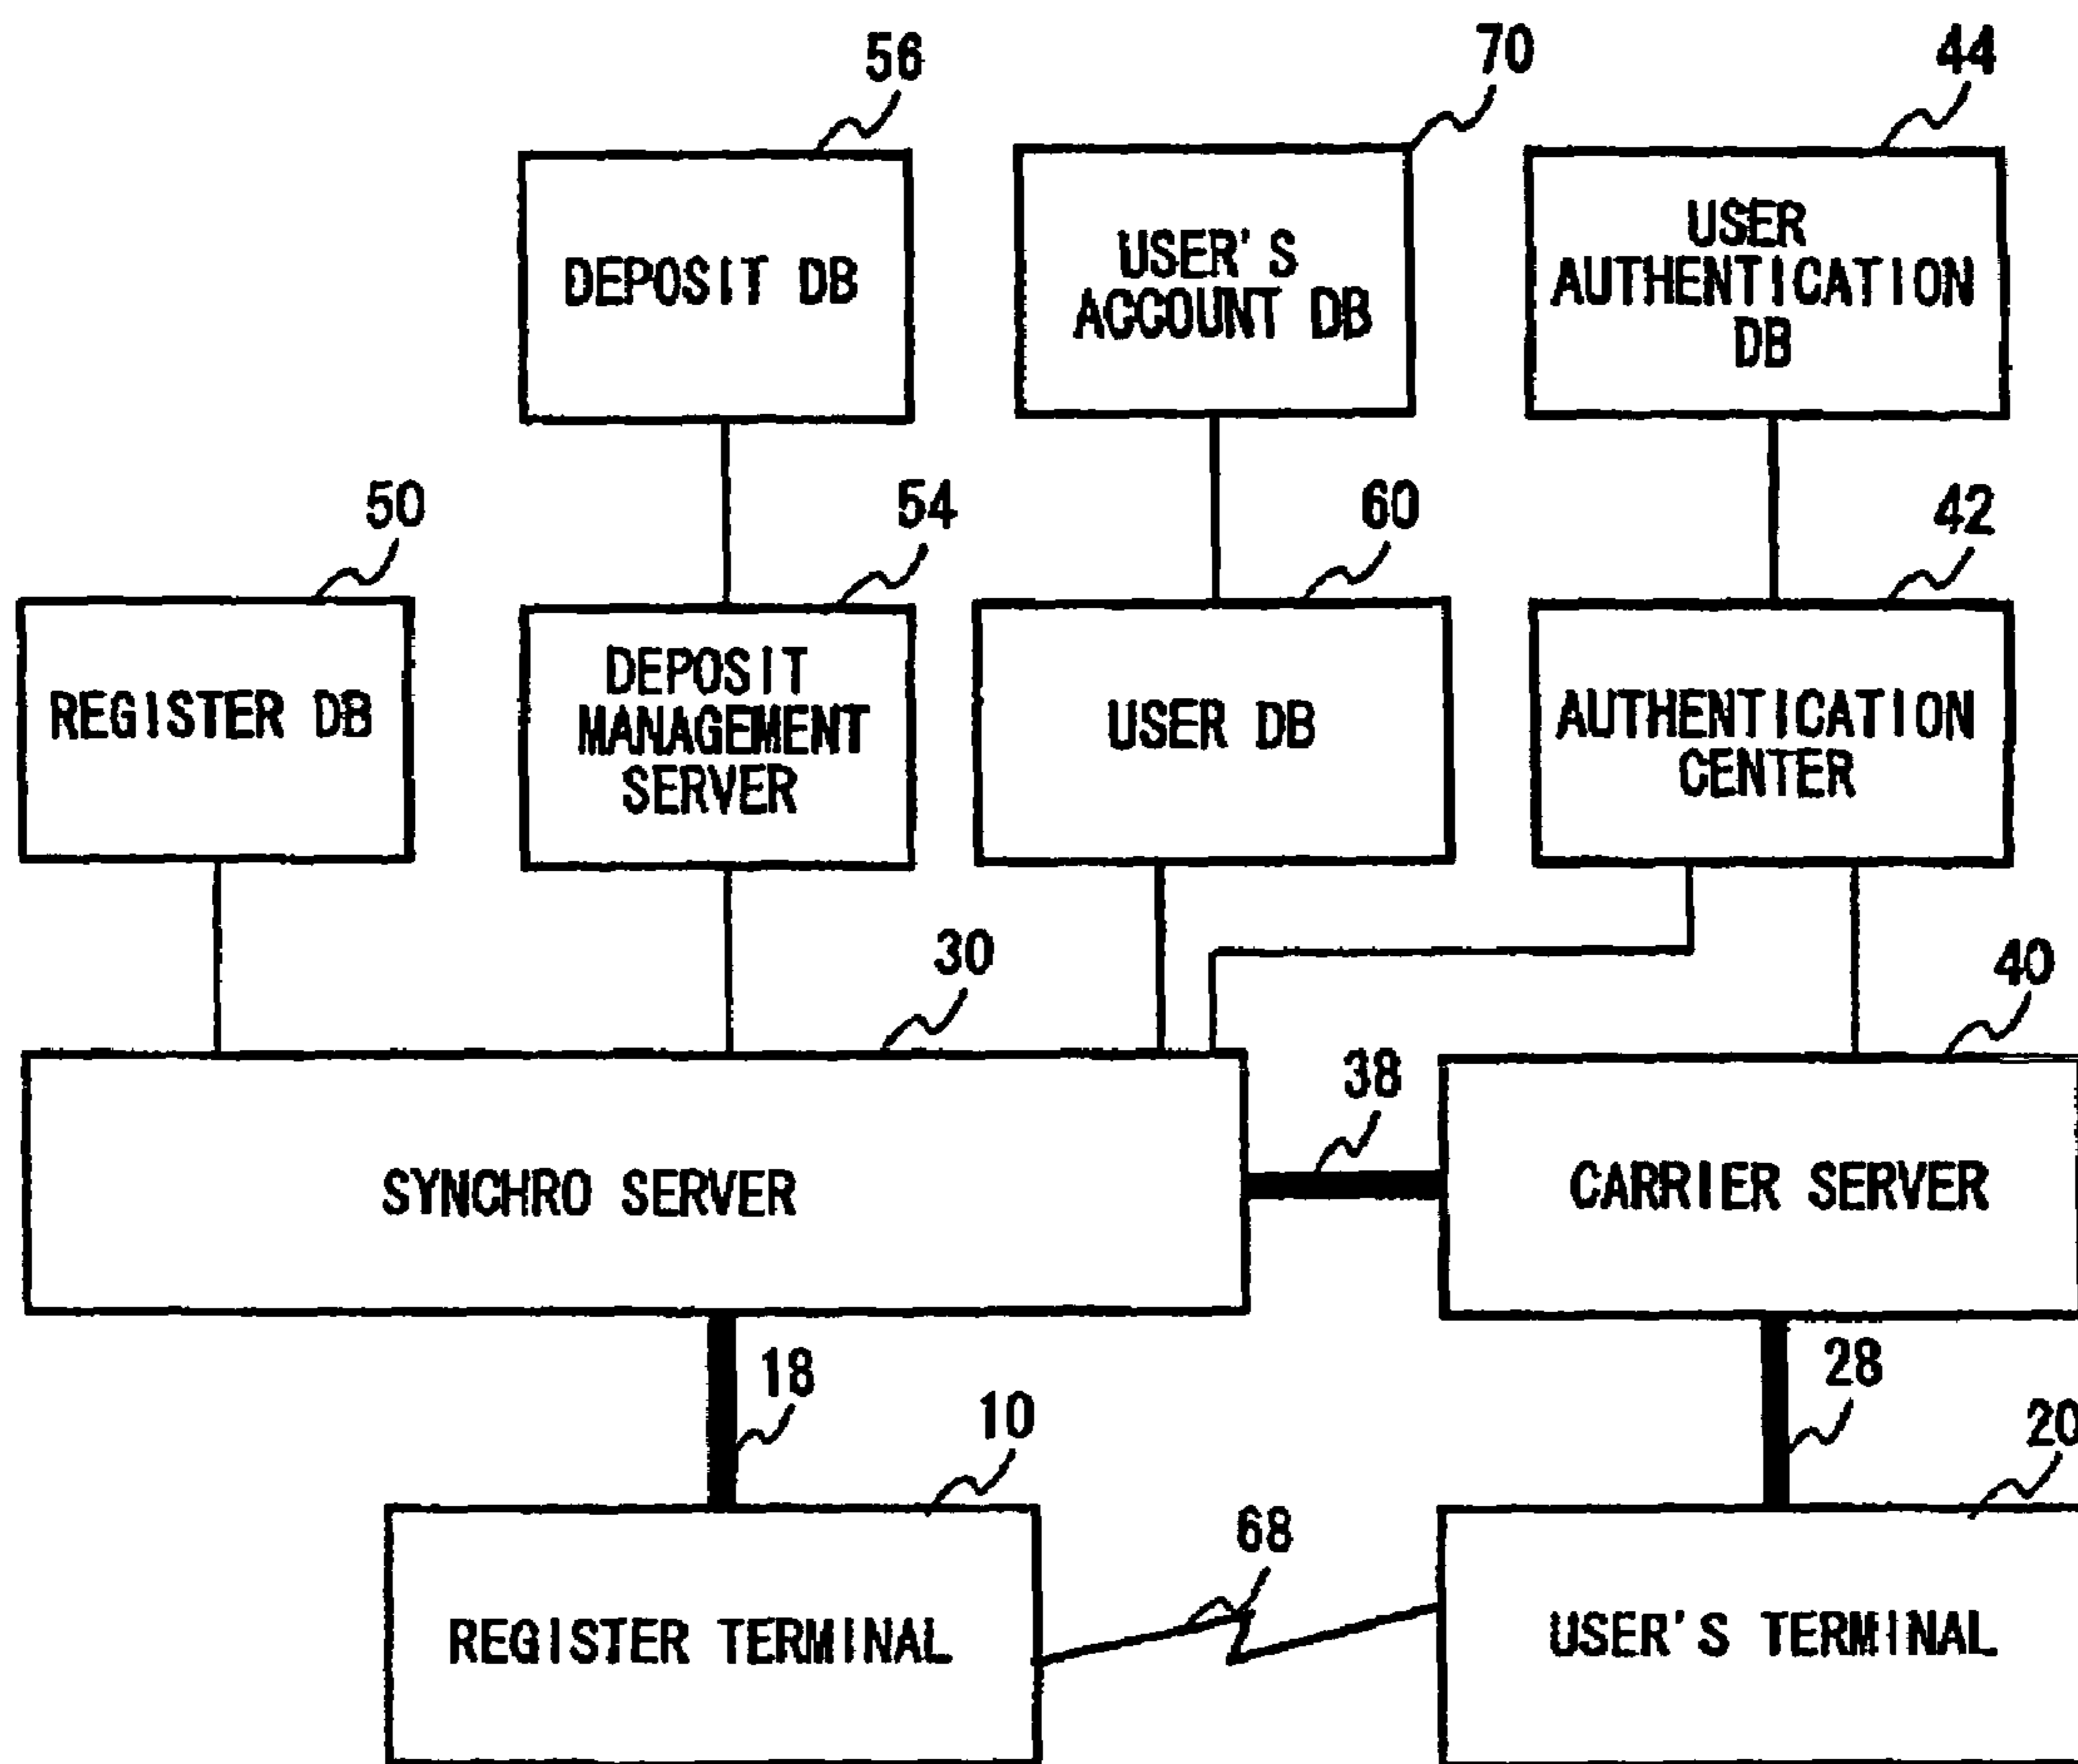 56
70
44
DEPOSIT DB
USER'S
ACCOUNT DB
USER
AUTHENTICATION
DB
50
54
60
42
REGISTER DB
DEPOSIT
MANAGEMENT
SERVER
USER DB
AUTHENTICATION
CENTER
30
40
38
SYNCHRO SERVER
CARRIER SERVER
18
28
10
20
68
REGISTER TERMINAL
USER'S TERMINAL